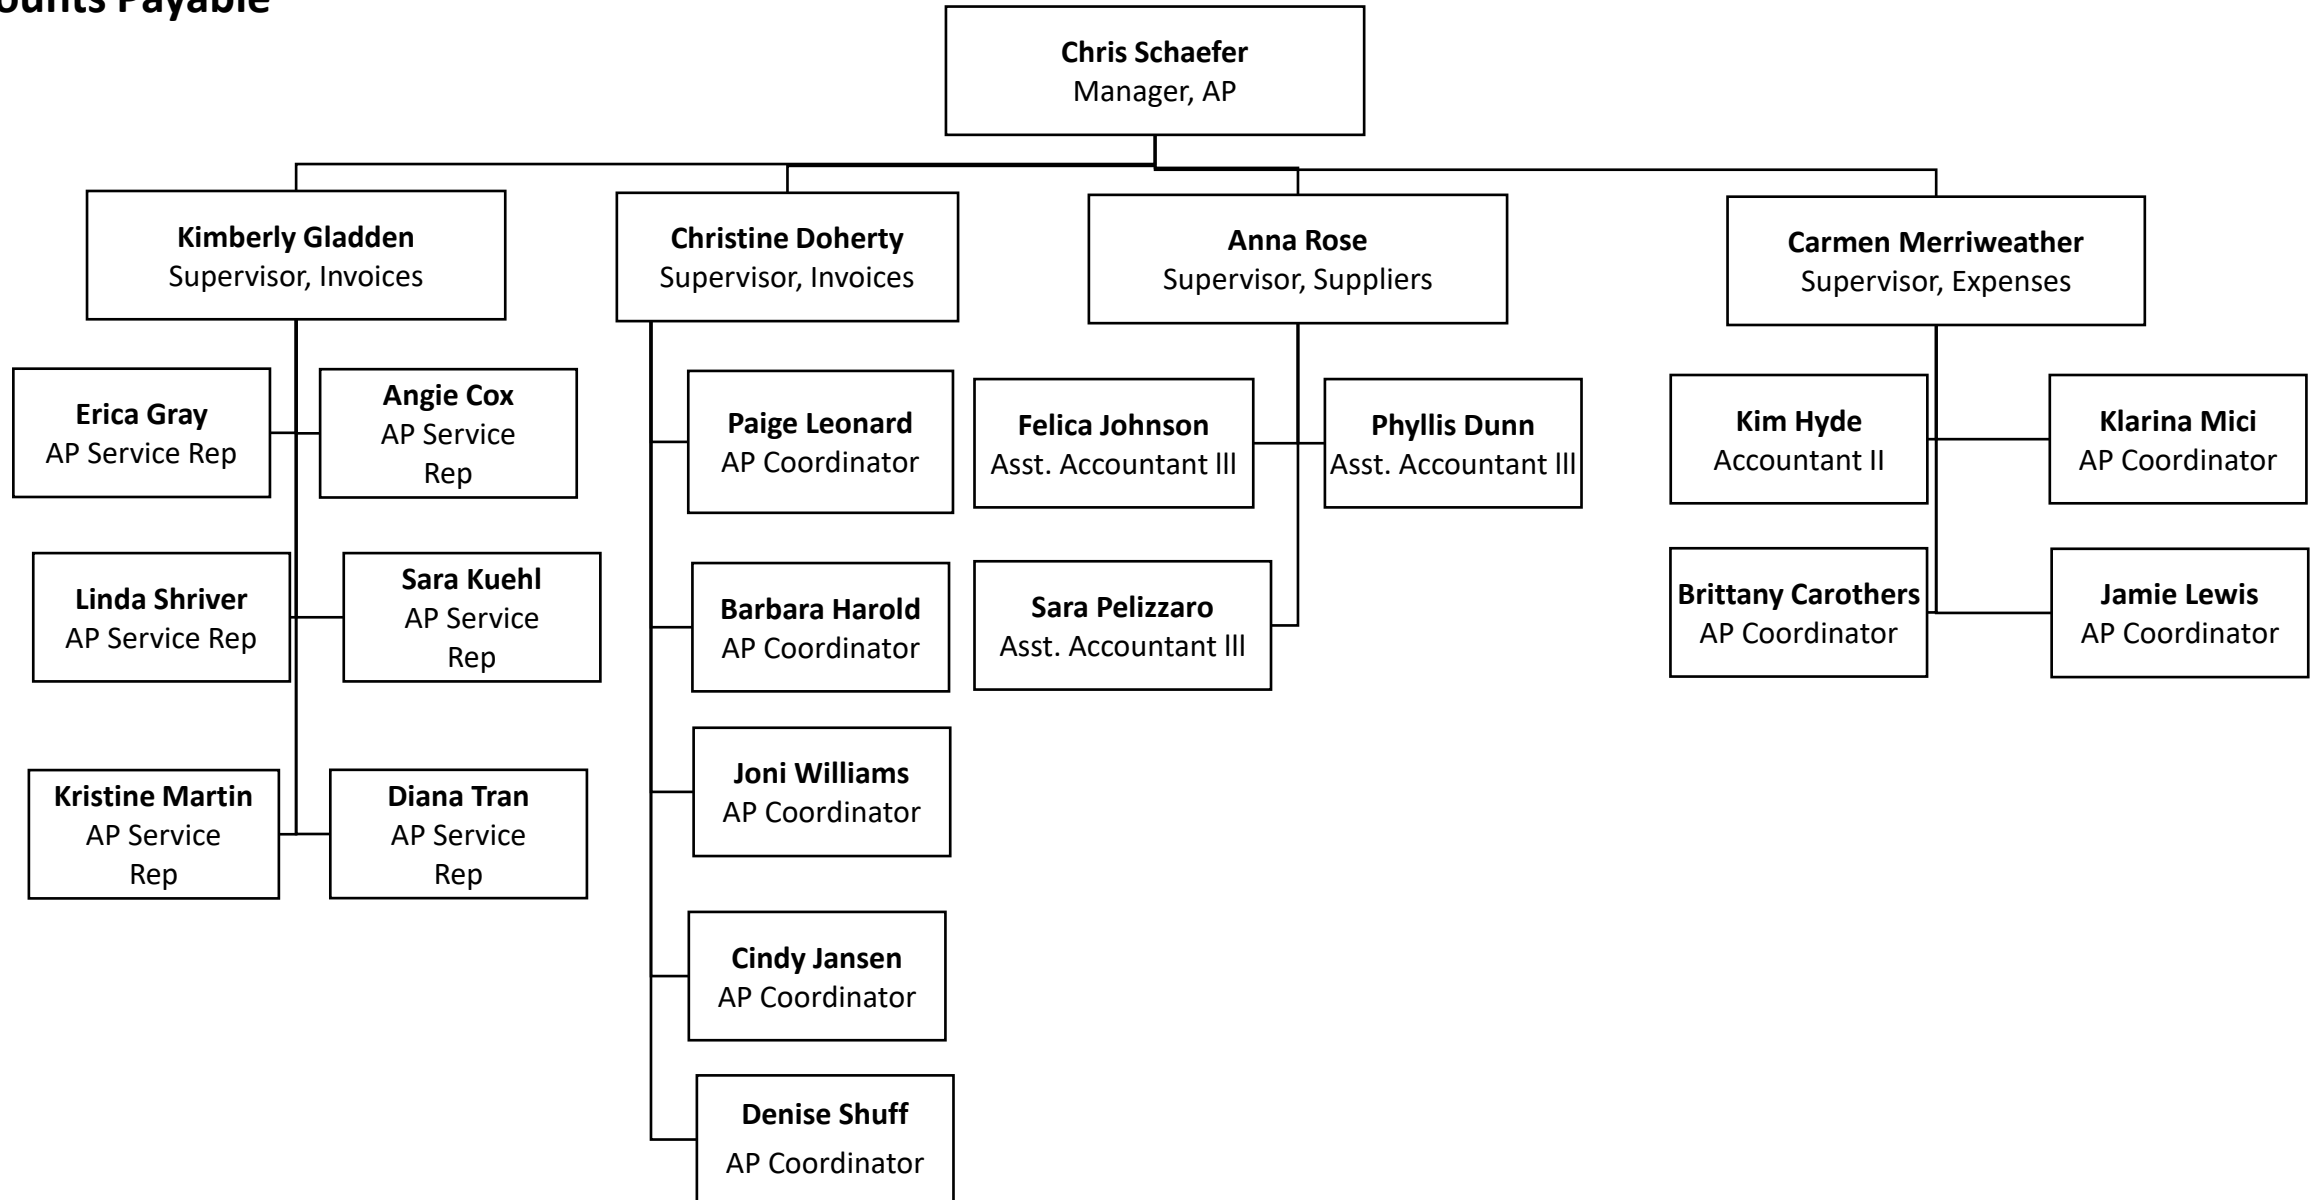 Payable
Chris Schaefer
Manager, AP
Kimberly Gladden
Supervisor, Invoices
Christine Doherty
Supervisor, Invoices
Anna Rose
Supervisor, Suppliers
Carmen Merriweather
Supervisor, Expenses
Erica Gray
AP Service Rep
Angie Cox
AP Service
Rep
Linda Shriver
AP Service Rep
Sara Kuehl
AP Service
Rep
Kristine Martin
AP Service
Rep
Diana Tran
AP Service
Rep
Paige Leonard
AP Coordinator
Barbara Harold
AP Coordinator
Joni Williams
AP Coordinator
Cindy Jansen
AP Coordinator
Denise Shuff
AP Coordinator
Felica Johnson
Asst. Accountant lll
Phyllis Dunn
Asst. Accountant lll
Sara Pelizzaro
Asst. Accountant lll
Kim Hyde
Accountant II
Klarina Mici
AP Coordinator
Brittany Carothers
AP Coordinator
Jamie Lewis
AP Coordinator